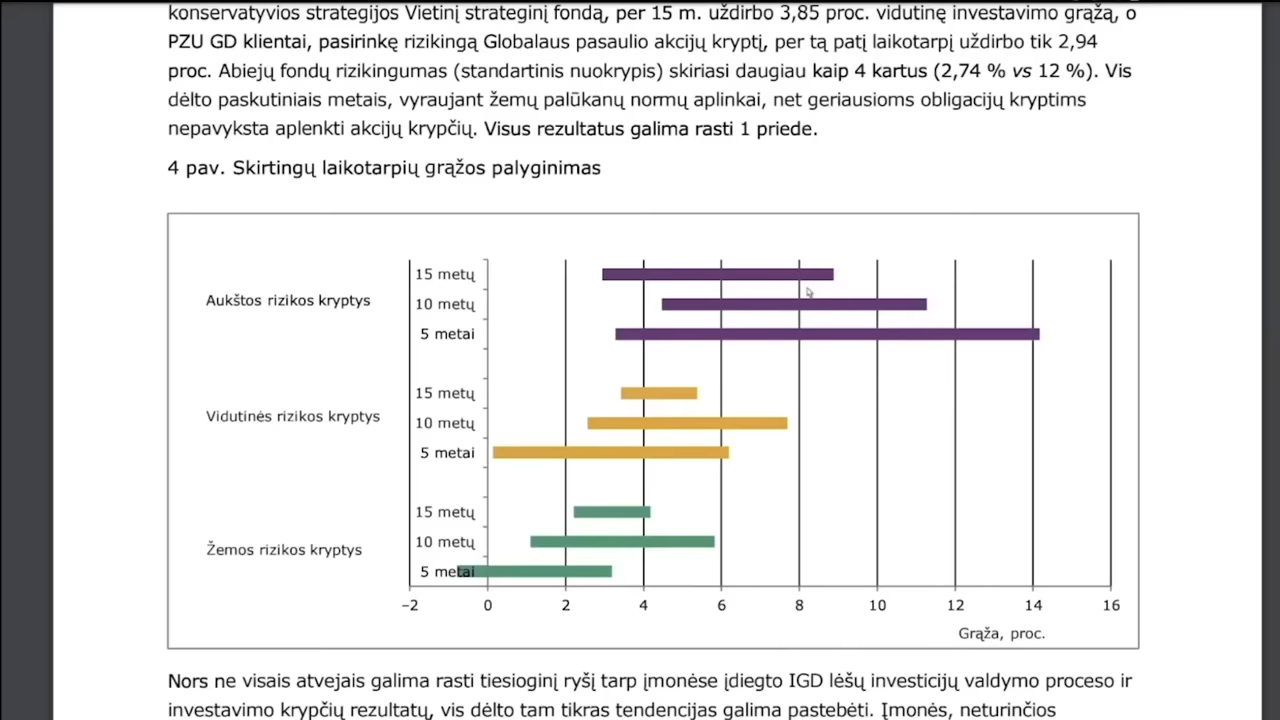 konservatyvios strategijos Vietinį strateginį fondą, per 15 m. uždirbo 3,85 proc. vidutinę investavimo grąžą, o
PZU GD klientai, pasirinkę rizikingą Globalaus pasaulio akcijų kryptį, per tą patį laikotarpį uždirbo tik 2,94
proc. Abiejų fondų rizikingumas (standartinis nuokrypis) skiriasi daugiau kaip 4 kartus (2,74 % vs 12 %). Vis
dėlto paskutiniais metais, vyraujant žemų palūkanų normų aplinkai, net geriausioms obligacijų kryptims
nepavyksta aplenkti akcijų krypčių. Visus rezultatus galima rasti 1 priede.
4 pav. Skirtingų laikotarpių grąžos palyginimas
Aukštos rizikos kryptys
15 metų
10 metų
5 metai
Vidutinės rizikos kryptys
15 metų
10 metų
5 metai
Žemos rizikos kryptys
15 metų
10 metų
5 metai
–2 0 2 4 6 8 10 12 14 16
Grąža, proc.
Nors ne visais atvejais galima rasti tiesioginį ryšį tarp įmonėse įdiegto IGD lėšų investicijų valdymo proceso ir
investavimo krypčių rezultatų, vis dėlto tam tikras tendencijas galima pastebėti. Įmonės, neturinčios